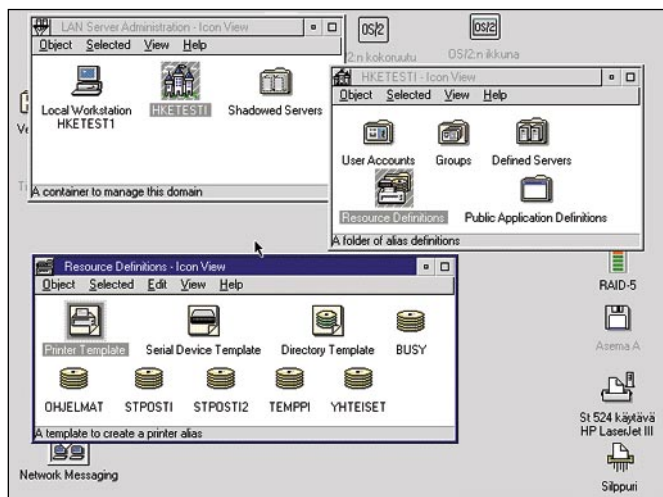 LAN Server Administration - Icon View
Object Selected View Help
Local Workstation
HKETEST1
HKETESTI
Shadowed Servers
A container to manage this domain
OS/2
OS/2
2:n kokoruutu
OS/2:n ikkuna
HKETESTI - Icon View
Object Selected View Help
User Accounts
Groups
Defined Servers
Resource Definitions
Public Application Definitions
A folder of alias definitions
Resource Definitions - Icon View
Object Selected Edit View Help
Printer Template
Serial Device Template
Directory Template
BUSY
OHJELMAT
STPOSTI
STPOSTI2
TEMPPI
YHTEISET
A template to create a printer alias
RAID-5
Asema A
St 524 käytävä
HP LaserJet III
Silppuri
Network Messaging